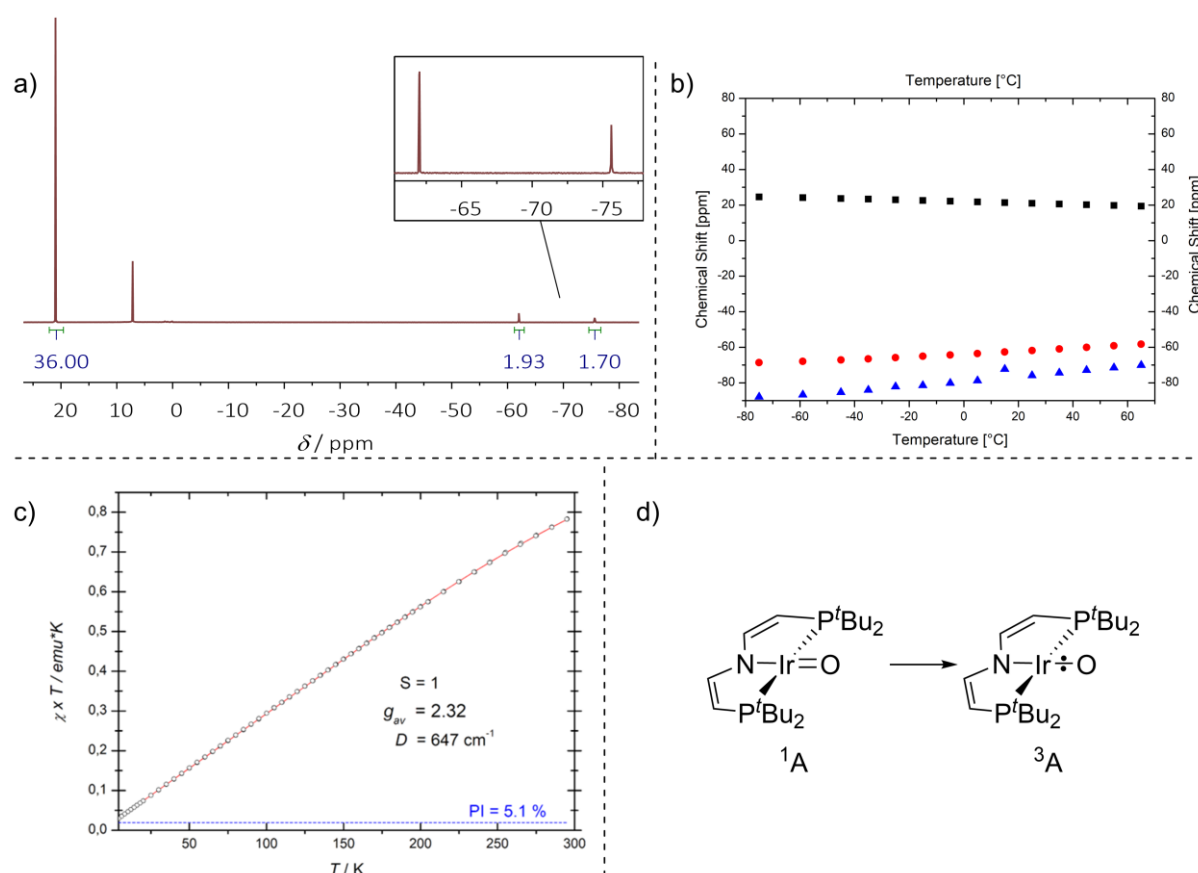 a)
-65 -70 -75
36.00 1.93 1.70
20 10 0 -10 -20 -30 -40 -50 -60 -70 -80
δ / ppm
b)
Temperature [°C]
80 80
60 60
40 40
20 20
0 0
-20 -20
-40 -40
-60 -60
-80 -80
Chemical Shift [ppm]
Chemical Shift [ppm]
-80 -60 -40 -20 0 20 40 60
Temperature [°C]
c)
χ x T / emu*K
0,8
0,7
0,6
0,5
0,4
0,3
0,2
0,1
0,0
S = 1
gav = 2.32
D = 647 cm-1
PI = 5.1 %
50 100 150 200 250 300
T / K
d)
PtBu2 PtBu2
N Ir O N Ir O
PtBu2 PtBu2
1A 3A